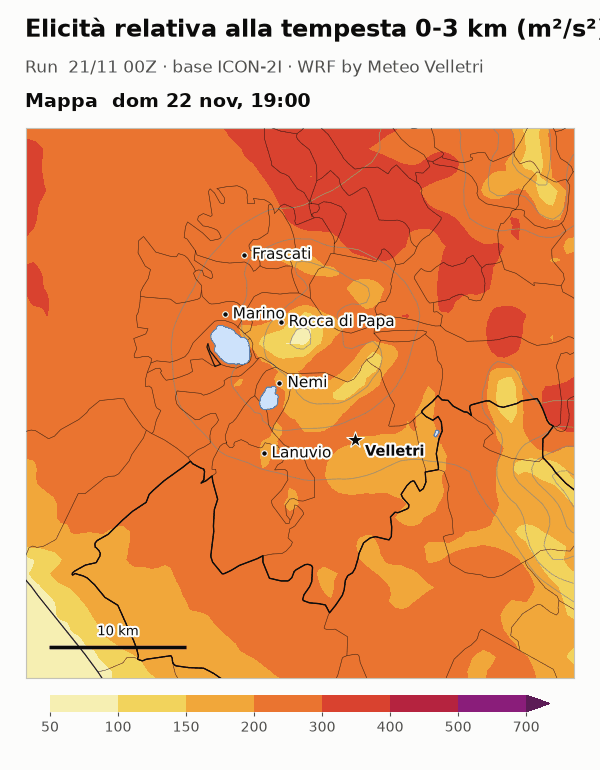 Elicità relativa alla tempesta 0-3 km (m²/s²)
Run 21/11 00Z · base ICON-2I · WRF by Meteo Velletri
Mappa dom 22 nov, 19:00
Frascati
Marino
Rocca di Papa
Nemi
Velletri
Lanuvio
10 km
50 100 150 200 300 400 500 700